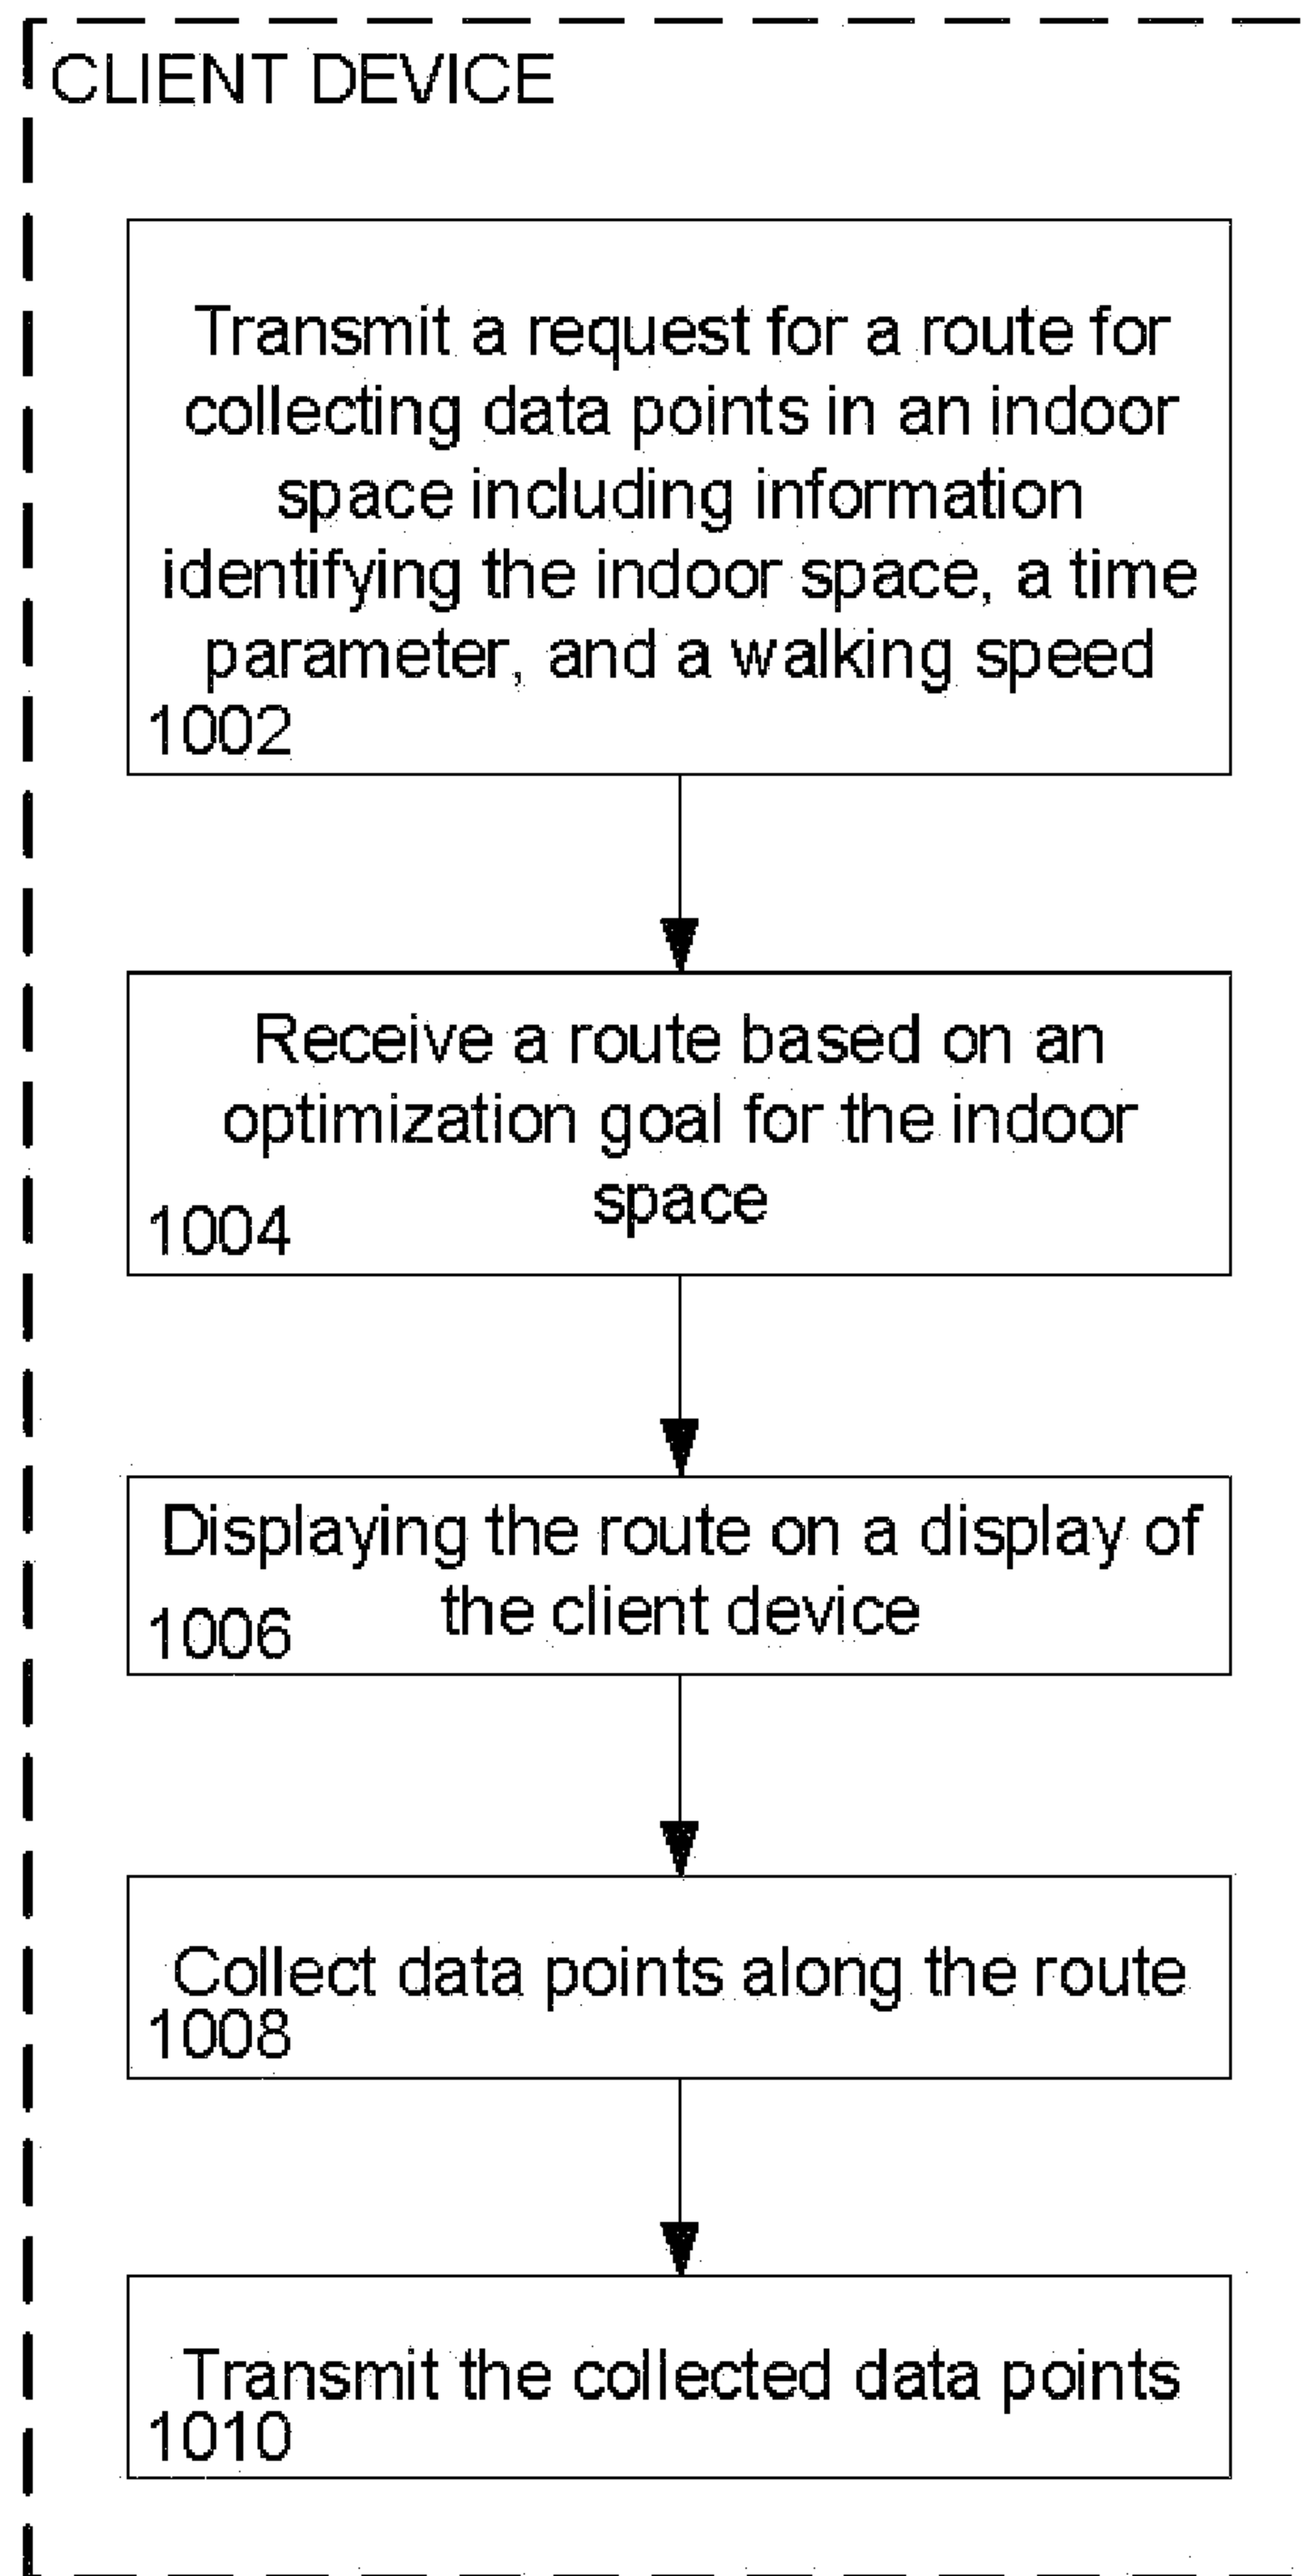 CLIENT DEVICE
Transmit a request for a route for
collecting data points in an indoor
space including information
identifying the indoor space, a time
parameter, and a walking speed
1002
Receive a route based on an
optimization goal for the indoor
space
1004
Displaying the route on a display of
the client device
1006
Collect data points along the route
1008
Transmit the collected data points
1010